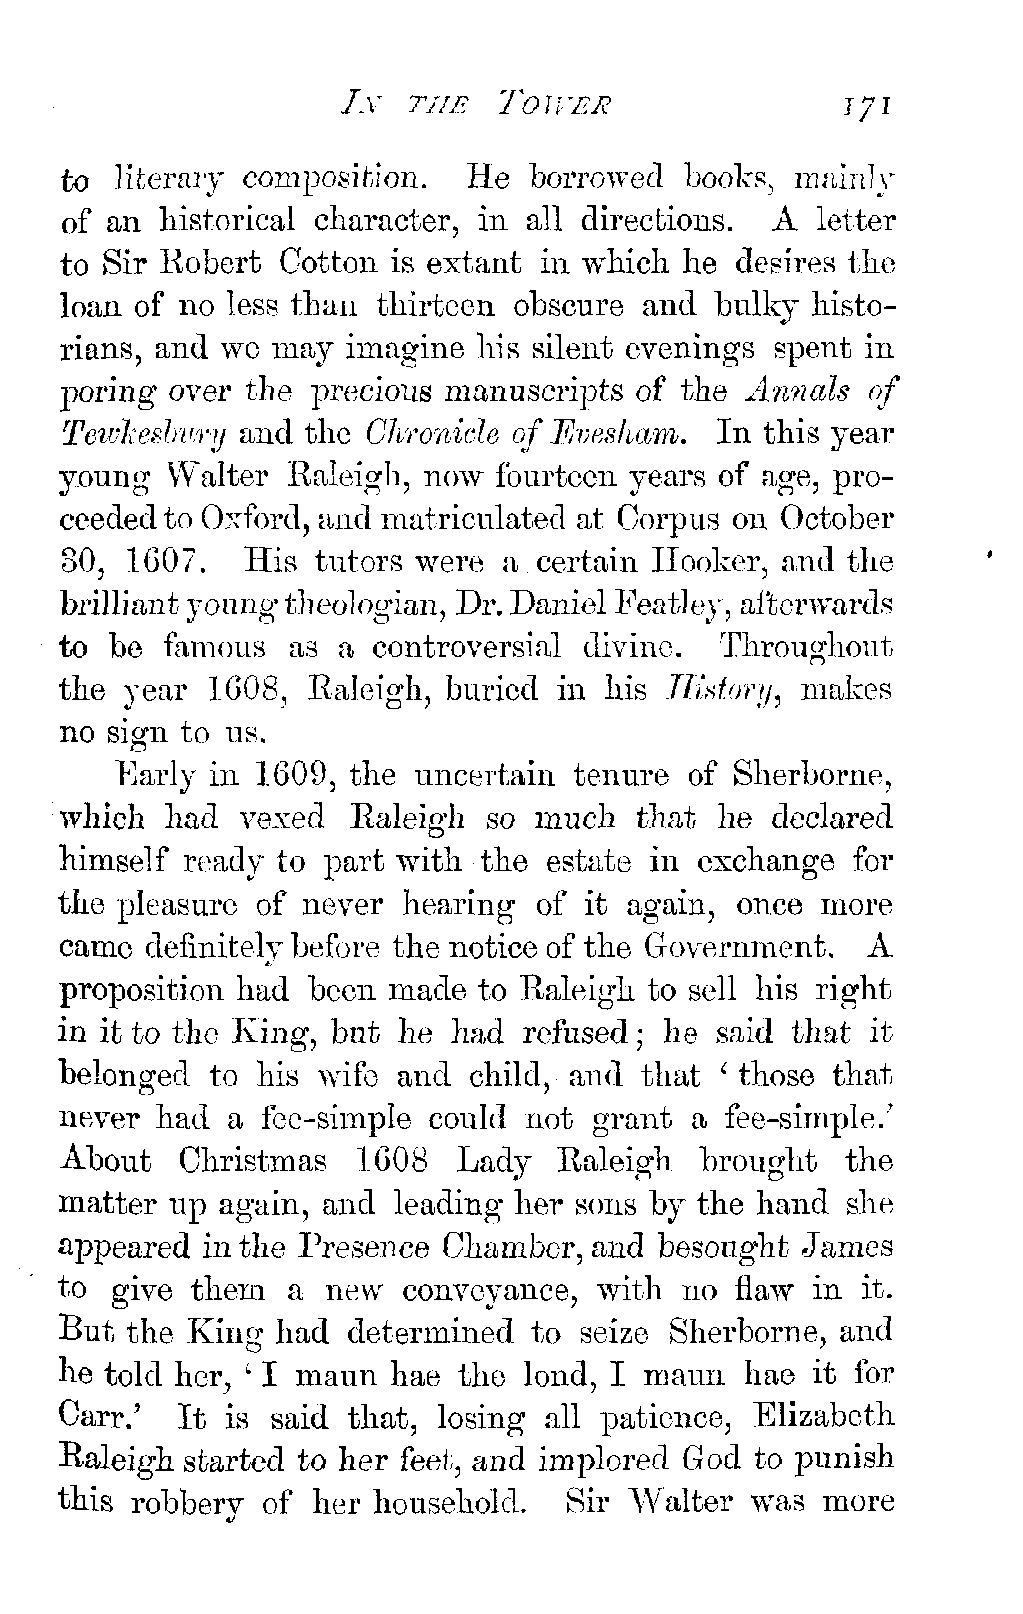 IN THE TOWER 171
to literary composition. He borrowed books, mainly
of an historical character, in all directions. A letter
to Sir Robert Cotton is extant in which he desires the
loan of no less than thirteen obscure and bulky histo-
rians, and we may imagine his silent evenings spent in
poring over the precious manuscripts of the Annals of
Tewkesbury and the Chronicle of Evesham. In this year
young Walter Raleigh, now fourteen years of age, pro-
ceeded to Oxford, and matriculated at Corpus on October
30, 1607. His tutors were a certain Hooker, and the
brilliant young theologian, Dr. Daniel Featley, afterwards
to be famous as a controversial divine. Throughout
the year 1608, Raleigh, buried in his History, makes
no sign to us.
Early in 1609, the uncertain tenure of Sherborne,
which had vexed Raleigh so much that he declared
himself ready to part with the estate in exchange for
the pleasure of never hearing of it again, once more
came definitely before the notice of the Government. A
proposition had been made to Raleigh to sell his right
in it to the King, but he had refused; he said that it
belonged to his wife and child, and that ‘those that
never had a fee-simple could not grant a fee-simple.’
About Christmas 1608 Lady Raleigh brought the
matter up again, and leading her sons by the hand she
appeared in the Presence Chamber, and besought James
to give them a new conveyance, with no flaw in it.
But the King had determined to seize Sherborne, and
he told her, ‘I maun hae the lond, I maun hae it for
Carr.’ It is said that, losing all patience, Elizabeth
Raleigh started to her feet, and implored God to punish
this robbery of her household. Sir Walter was more